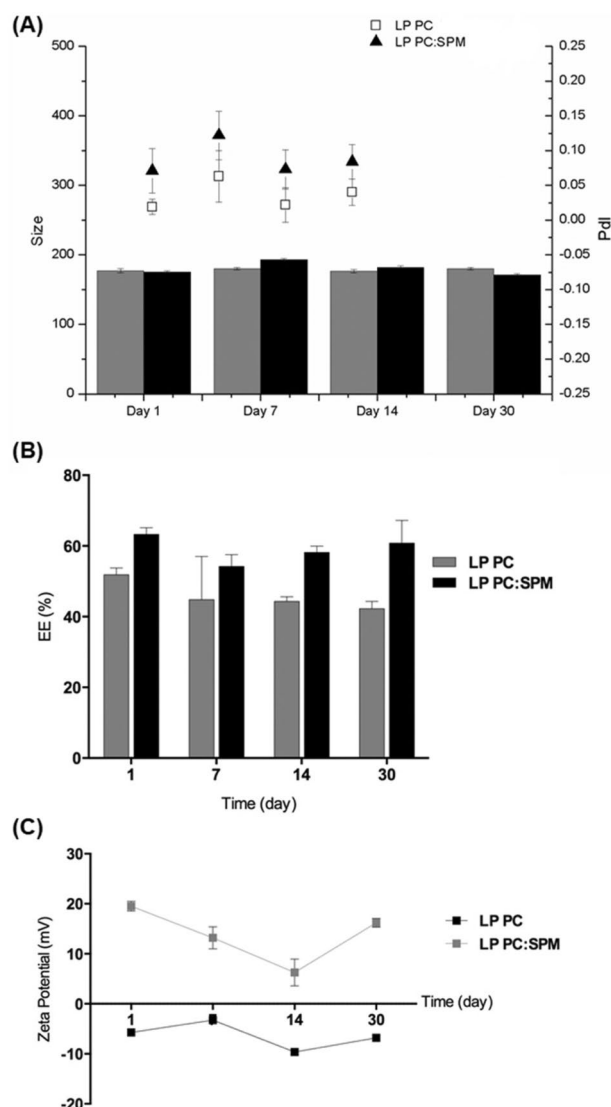 (A)
LP PC
LP PC:SPM
500
400
300
200
100
0
Size
0.25
0.20
0.15
0.10
0.05
0.00
-0.05
-0.10
-0.15
-0.20
-0.25
PdI
Day 1
Day 7
Day 14
Day 30
(B)
80
60
40
20
0
EE (%)
1
7
14
30
Time (day)
LP PC
LP PC:SPM
(C)
30
20
10
0
-10
-20
Zeta Potential (mV)
1
14
30
Time (day)
LP PC
LP PC:SPM